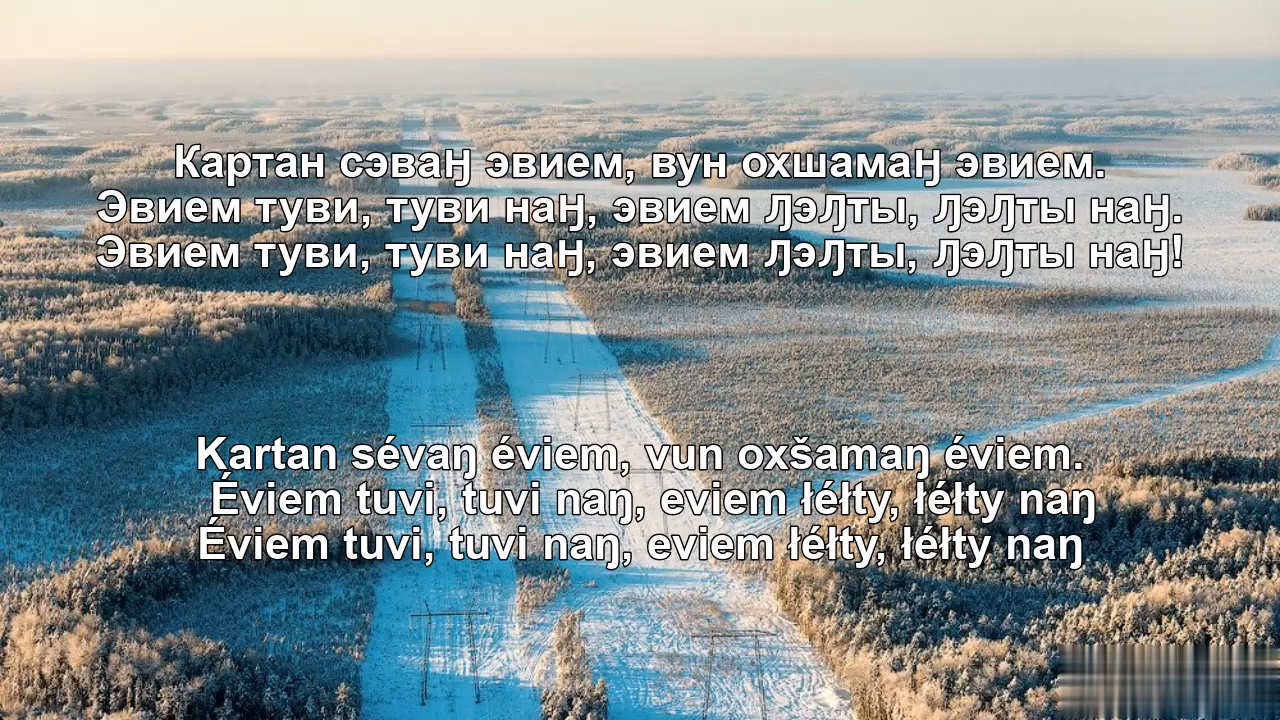 Картан сэваӈ эвием, вун охшамаӈ эвием.
Эвием туви, туви наӈ, эвием ԓэԓты, ԓэԓты наӈ.
Эвием туви, туви наӈ, эвием ԓэԓты, ԓэԓты наӈ!
Kartan sévaŋ éviem, vun oxšamaŋ éviem.
Éviem tuvi, tuvi naŋ, eviem łéłty, łéłty naŋ
Éviem tuvi, tuvi naŋ, eviem łéłty, łéłty naŋ